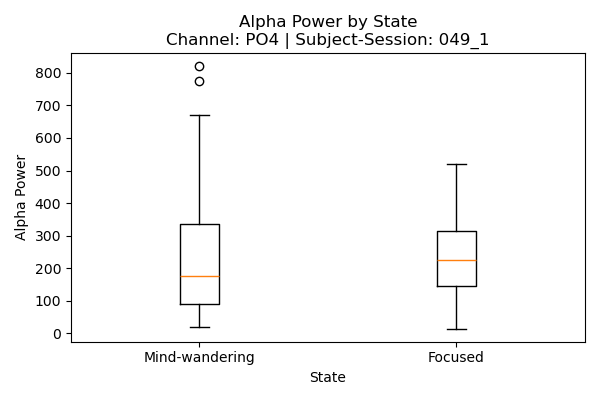 Alpha Power by State
Channel: PO4 | Subject-Session: 049_1
800
700
600
500
400
300
200
100
0
Alpha Power
Mind-wandering
Focused
State